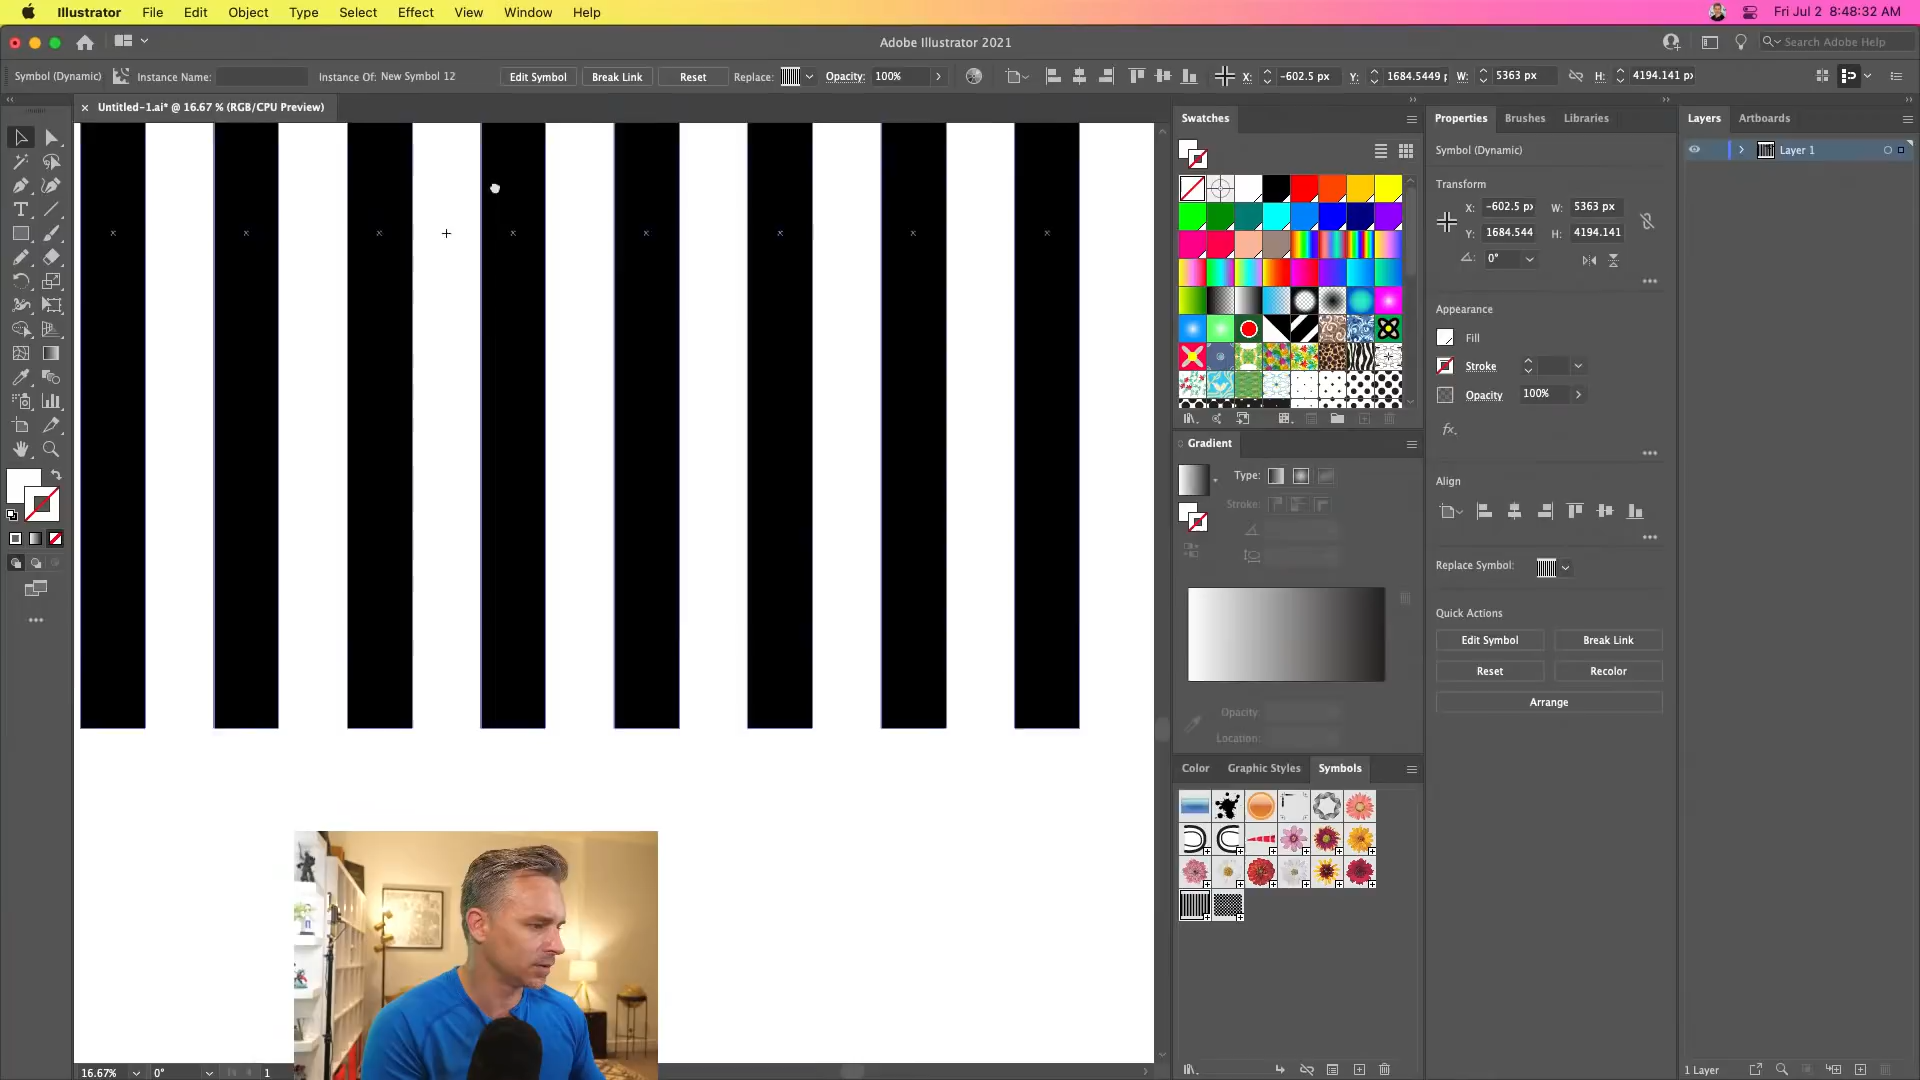 Illustrator File Edit Object Type Select Effect View Window Help Fri Jul 2 8:48:32 AM
Adobe Illustrator 2021 Search Adobe Help
Symbol (Dynamic) Instance Name: Instance Of: New Symbol 12 Edit Symbol Break Link Reset Replace: Opacity: 100% X: -602.5 px Y: 1684.5449 p W: 5363 px H: 4194.141 px
× Untitled-1.ai* @ 16.67 % (RGB/CPU Preview)
Swatches
Properties Brushes Libraries
Layers Artboards
Symbol (Dynamic)
Layer 1
Transform
X: -602.5 px W: 5363 px
Y: 1684.544 H: 4194.141
0°
Appearance
Fill
Stroke
Opacity 100%
fx.
Gradient
Type:
Stroke:
Align
Replace Symbol:
Quick Actions
Edit Symbol Break Link
Reset Recolor
Arrange
Opacity:
Location:
Color Graphic Styles Symbols
16.67% 0° 1
1 Layer